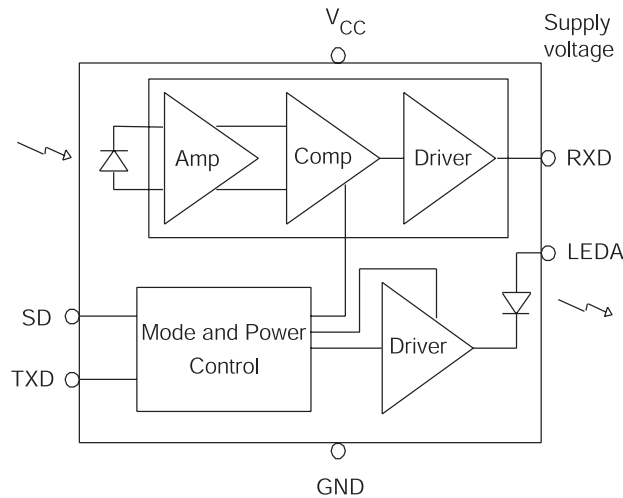 VCC
Supply
voltage
Amp
Comp
Driver
RXD
LEDA
SD
Mode and Power
Control
Driver
TXD
GND